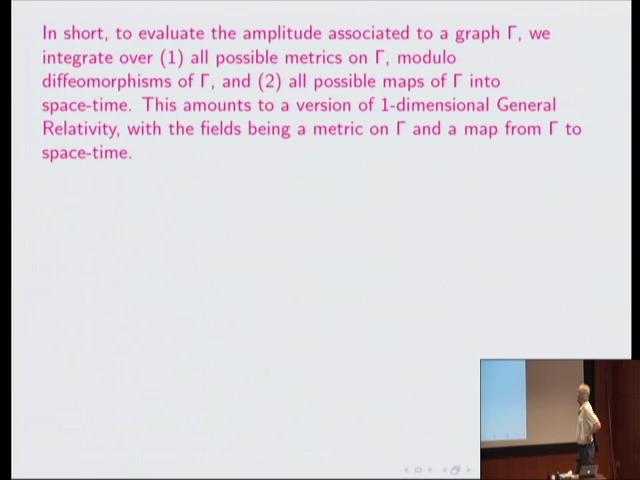 In short, to evaluate the amplitude associated to a graph Γ, we
integrate over (1) all possible metrics on Γ, modulo
diffeomorphisms of Γ, and (2) all possible maps of Γ into
space-time. This amounts to a version of 1-dimensional General
Relativity, with the fields being a metric on Γ and a map from Γ to
space-time.